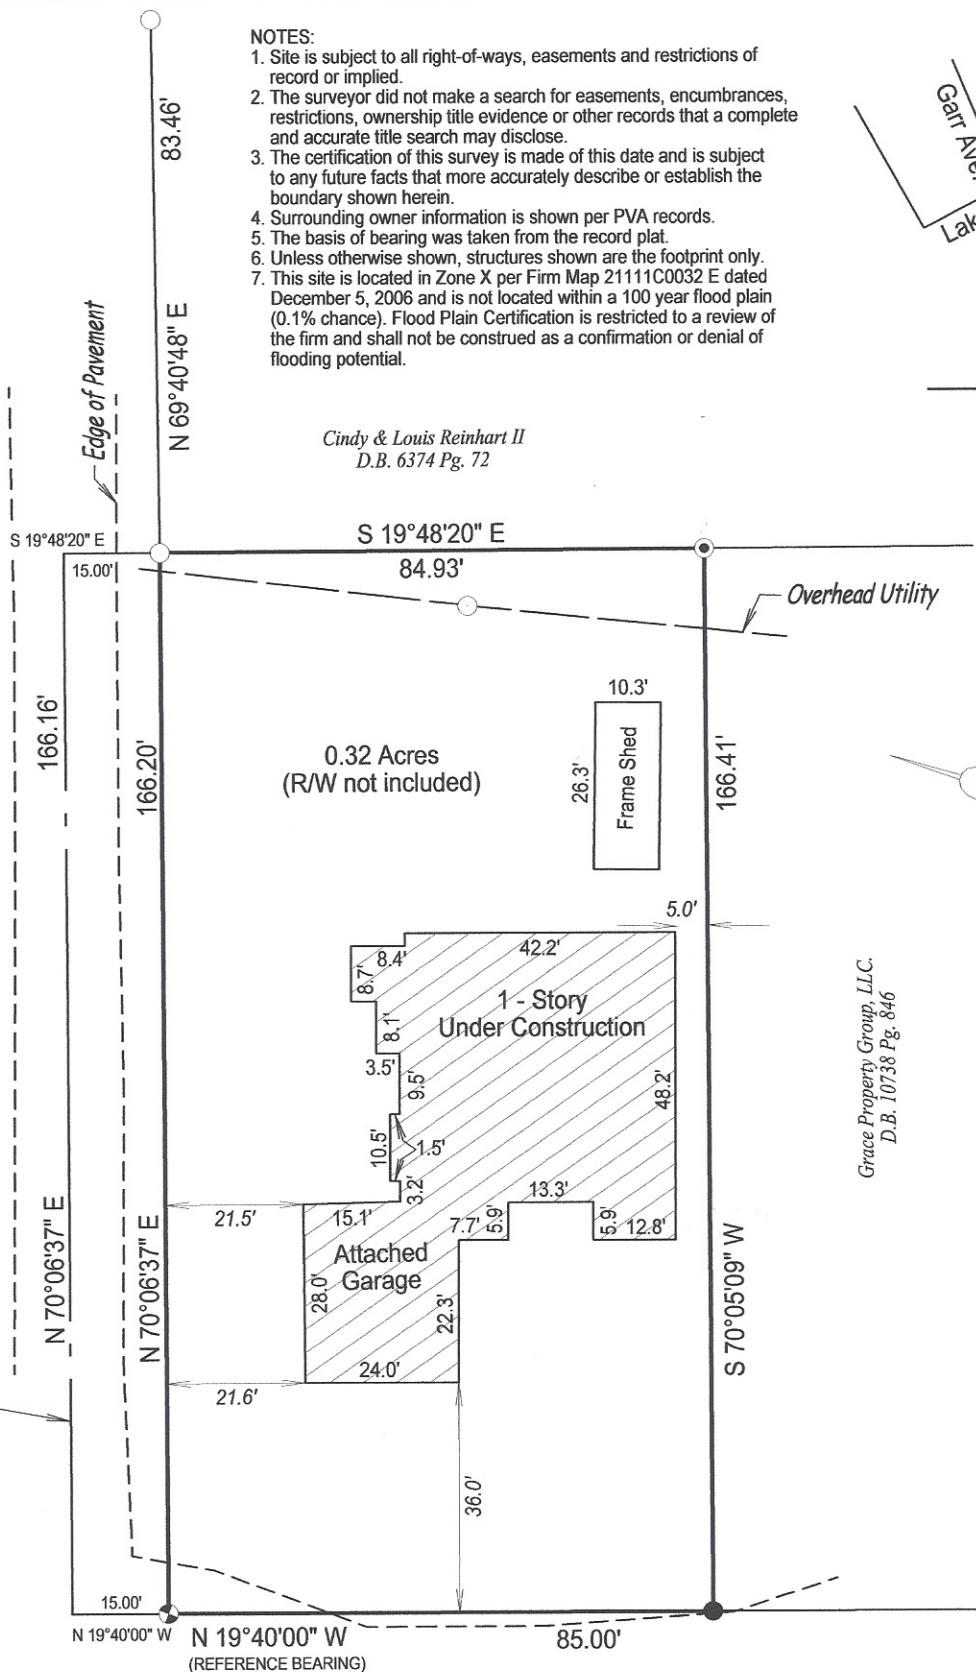 83.46'
NOTES:
1. Site is subject to all right-of-ways, easements and restrictions of
record or implied.
2. The surveyor did not make a search for easements, encumbrances,
restrictions, ownership title evidence or other records that a complete
and accurate title search may disclose.
3. The certification of this survey is made of this date and is subject
to any future facts that more accurately describe or establish the
boundary shown herein.
4. Surrounding owner information is shown per PVA records.
5. The basis of bearing was taken from the record plat.
6. Unless otherwise shown, structures shown are the footprint only.
7. This site is located in Zone X per Firm Map 21111C0032 E dated
December 5, 2006 and is not located within a 100 year flood plain
(0.1% chance). Flood Plain Certification is restricted to a review of
the firm and shall not be construed as a confirmation or denial of
flooding potential.
Garr
N 69°40'48" E
Edge of Pavement
Cindy & Louis Reinhart II
D.B. 6374 Pg. 72
S 19°48'20" E
S 19°48'20" E
15.00'
84.93'
Overhead Utility
166.16'
166.20'
0.32 Acres
(R/W not included)
10.3'
26.3'
Frame Shed
166.41'
5.0'
42.2'
8.4'
8.7'
1 - Story
Under Construction
8.1'
3.5'
9.5'
48.2'
10.5'
1.5'
3.2'
13.3'
Grace Property Group, LLC.
D.B. 10738 Pg. 846
21.5'
15.1'
7.7'
5.9'
5.9'
12.8'
Attached
Garage
28.0'
22.3'
24.0'
21.6'
N 70°06'37" E
N 70°06'37" E
S 70°05'09" W
36.0'
15.00'
N 19°40'00" W
N 19°40'00" W
85.00'
(REFERENCE BEARING)